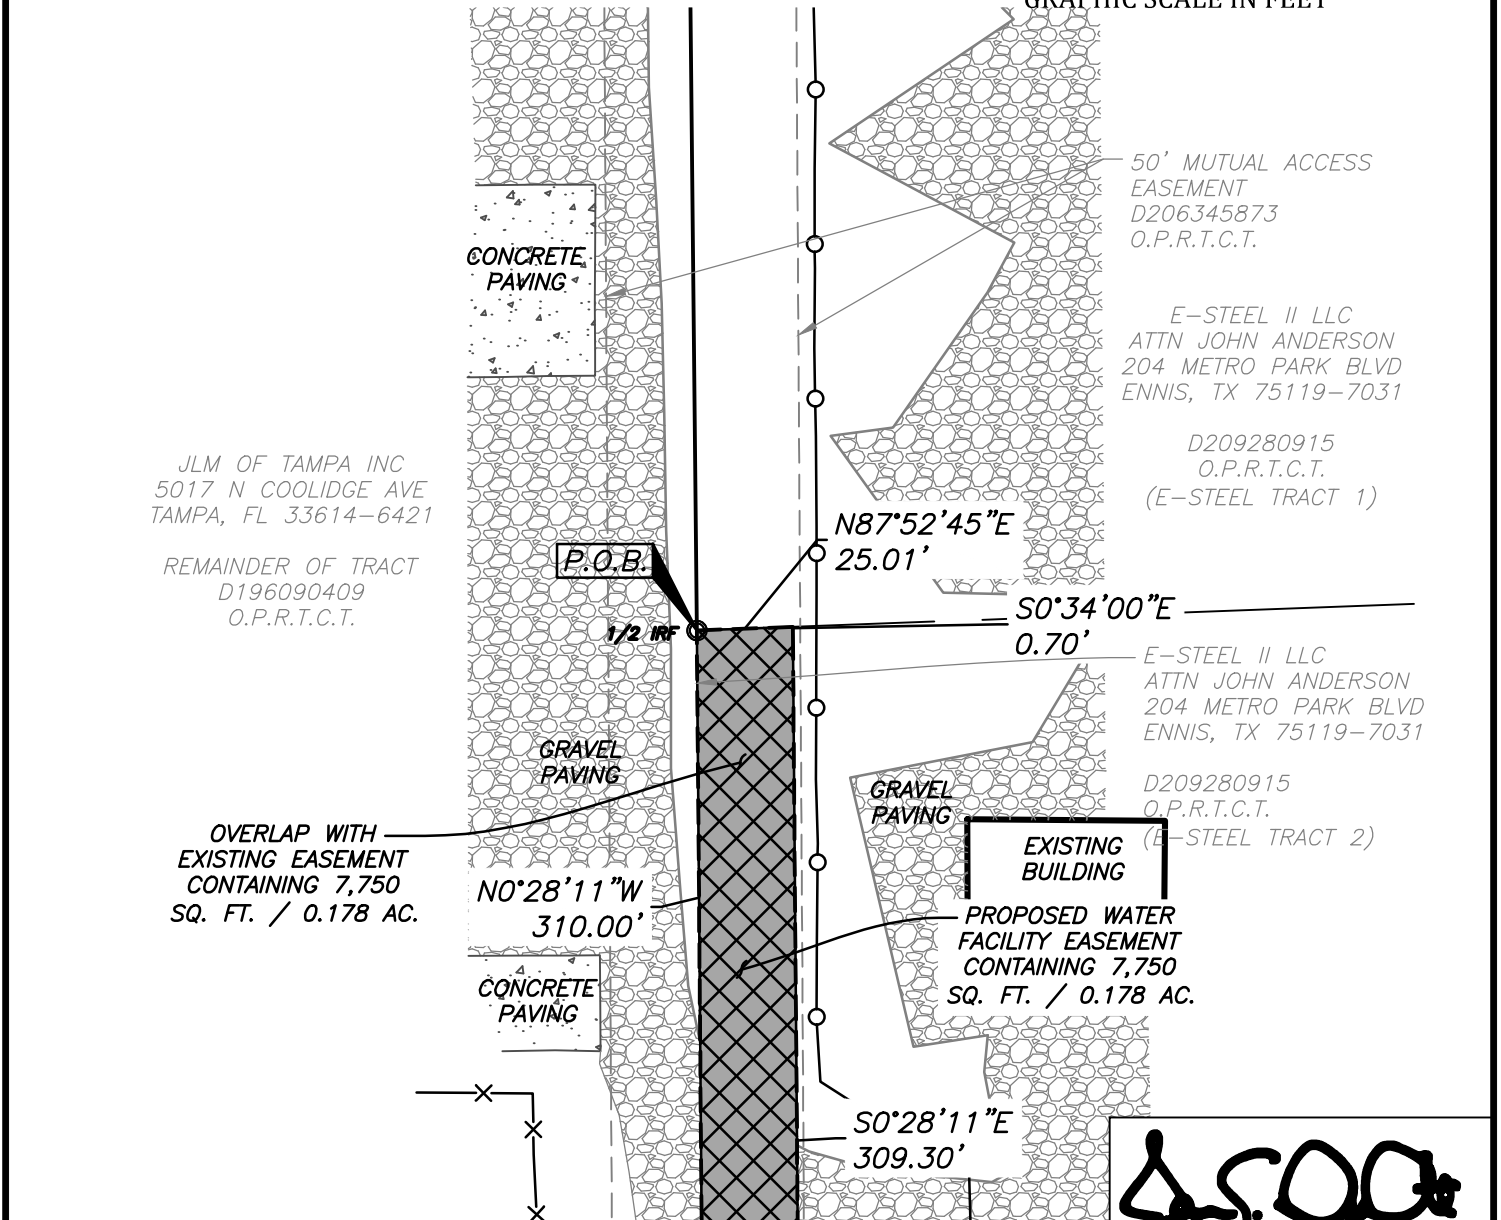 GRAPHIC SCALE IN FEET
50' MUTUAL ACCESS
EASEMENT
D206345873
O.P.R.T.C.T.
CONCRETE
PAVING
E-STEEL II LLC
ATTN JOHN ANDERSON
204 METRO PARK BLVD
ENNIS, TX 75119-7031
D209280915
O.P.R.T.C.T.
(E-STEEL TRACT 1)
JLM OF TAMPA INC
5017 N COOLIDGE AVE
TAMPA, FL 33614-6421
REMAINDER OF TRACT
D196090409
O.P.R.T.C.T.
N87°52'45"E
25.01'
P.O.B.
1/2 IRF
S0°34'00"E
0.70'
E-STEEL II LLC
ATTN JOHN ANDERSON
204 METRO PARK BLVD
ENNIS, TX 75119-7031
D209280915
O.P.R.T.C.T.
(E-STEEL TRACT 2)
GRAVEL
PAVING
GRAVEL
PAVING
OVERLAP WITH
EXISTING EASEMENT
CONTAINING 7,750
SQ. FT. / 0.178 AC.
EXISTING
BUILDING
N0°28'11"W
310.00'
PROPOSED WATER
FACILITY EASEMENT
CONTAINING 7,750
SQ. FT. / 0.178 AC.
CONCRETE
PAVING
S0°28'11"E
309.30'